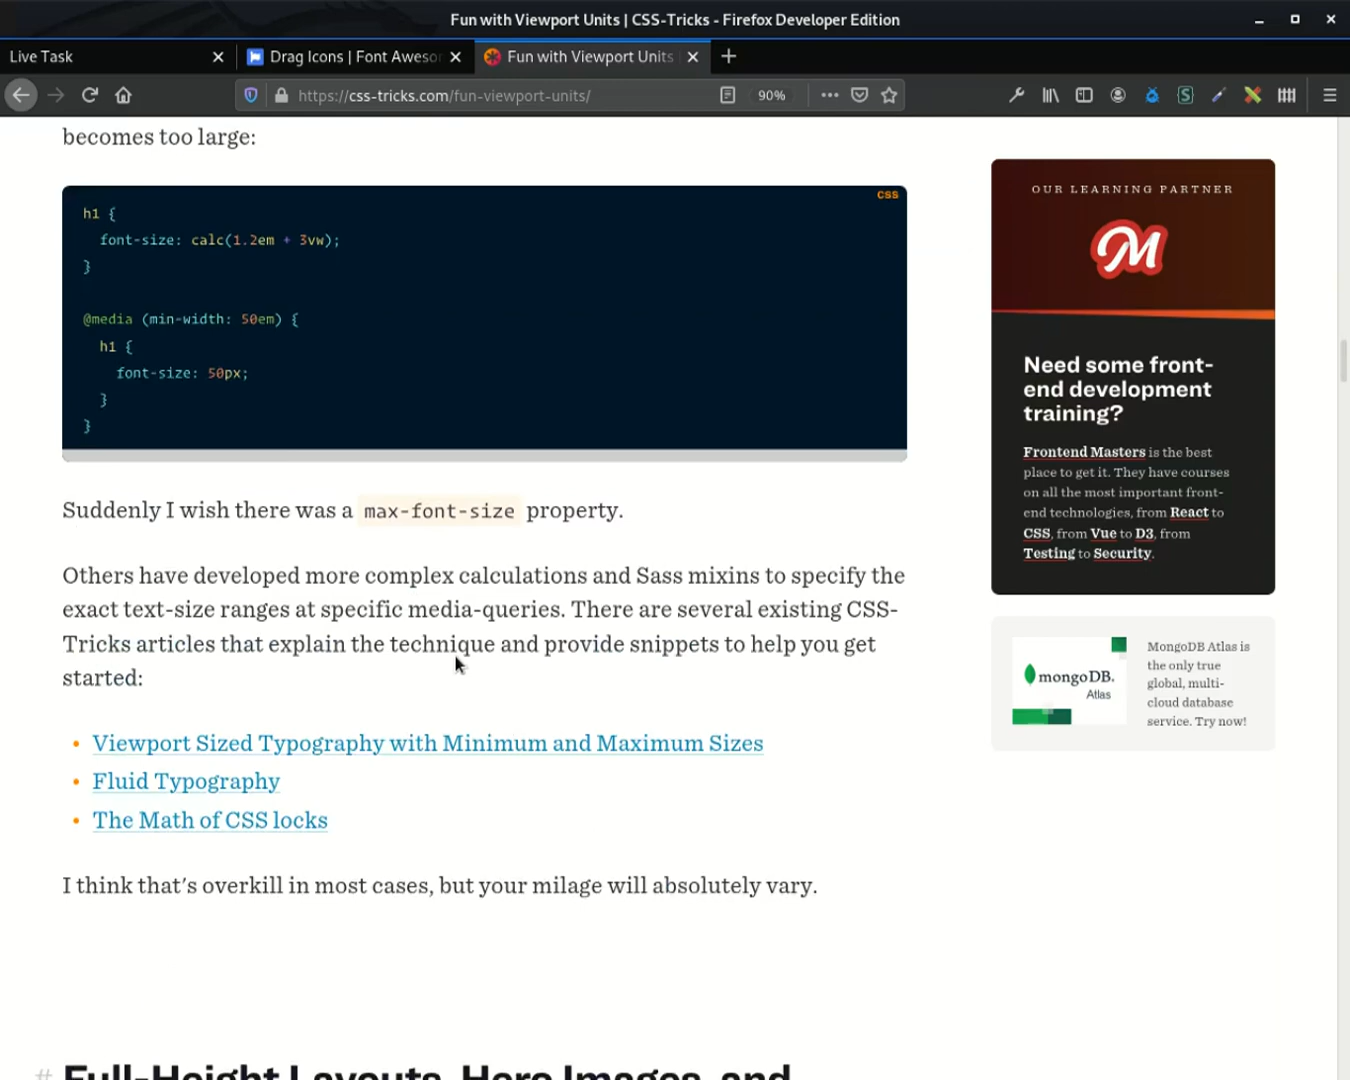 Fun with Viewport Units | CSS-Tricks - Firefox Developer Edition
Live Task
Drag Icons | Font Aweso
Fun with Viewport Units
https://css-tricks.com/fun-viewport-units/
90%
becomes too large:
CSS
h1 {
font-size: calc(1.2em + 3vw);
}
@media (min-width: 50em) {
h1 {
font-size: 50px;
}
}
Suddenly I wish there was a max-font-size property.
Others have developed more complex calculations and Sass mixins to specify the
exact text-size ranges at specific media-queries. There are several existing CSS-
Tricks articles that explain the technique and provide snippets to help you get
started:
• Viewport Sized Typography with Minimum and Maximum Sizes
• Fluid Typography
• The Math of CSS locks
I think that's overkill in most cases, but your milage will absolutely vary.
# Full-Height Layouts, Hero Images, and
OUR LEARNING PARTNER
M
Need some front-
end development
training?
Frontend Masters is the best
place to get it. They have courses
on all the most important front-
end technologies, from React to
CSS, from Vue to D3, from
Testing to Security.
mongoDB.
Atlas
MongoDB Atlas is
the only true
global, multi-
cloud database
service. Try now!